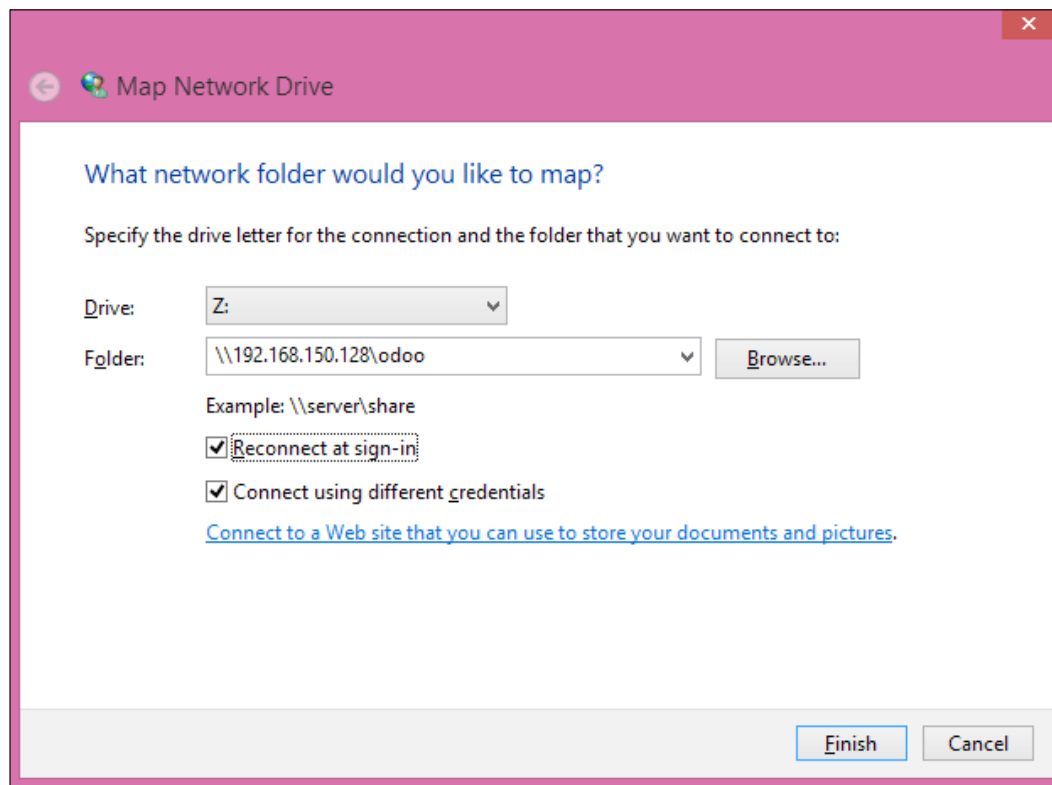 Map Network Drive
What network folder would you like to map?
Specify the drive letter for the connection and the folder that you want to connect to:
Drive: Z:
Folder: \\192.168.150.128\odoo Browse...
Example: \\server\share
Reconnect at sign-in
Connect using different credentials
Connect to a Web site that you can use to store your documents and pictures.
Finish Cancel